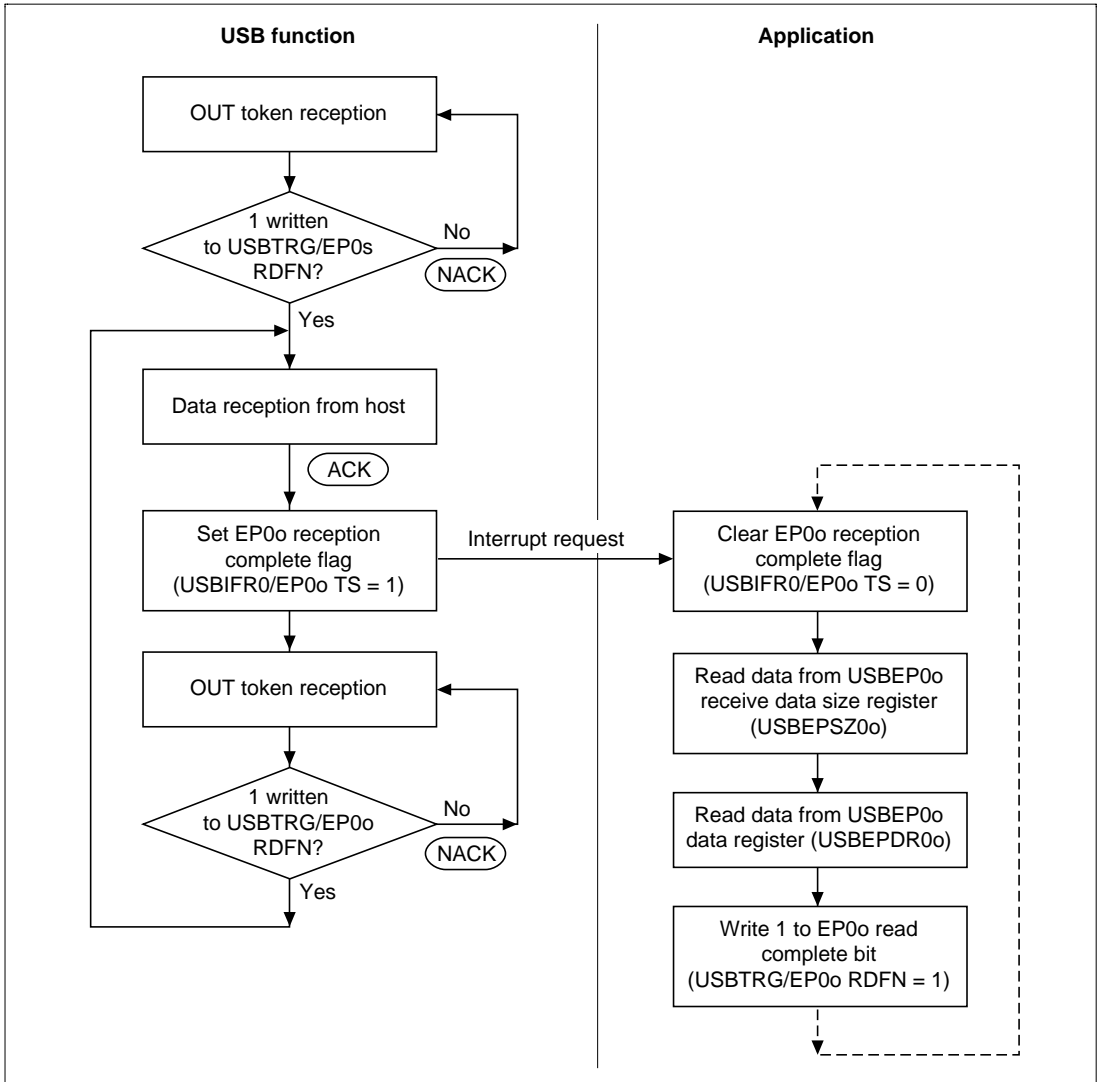 USB function
Application
OUT token reception
1 written
to USBTRG/EP0s
RDFN?
No
NACK
Yes
Data reception from host
ACK
Set EP0o reception
complete flag
(USBIFR0/EP0o TS = 1)
Interrupt request
Clear EP0o reception
complete flag
(USBIFR0/EP0o TS = 0)
OUT token reception
Read data from USBEP0o
receive data size register
(USBEPSZ0o)
1 written
to USBTRG/EP0o
RDFN?
No
NACK
Yes
Read data from USBEP0o
data register (USBEPDR0o)
Write 1 to EP0o read
complete bit
(USBTRG/EP0o RDFN = 1)